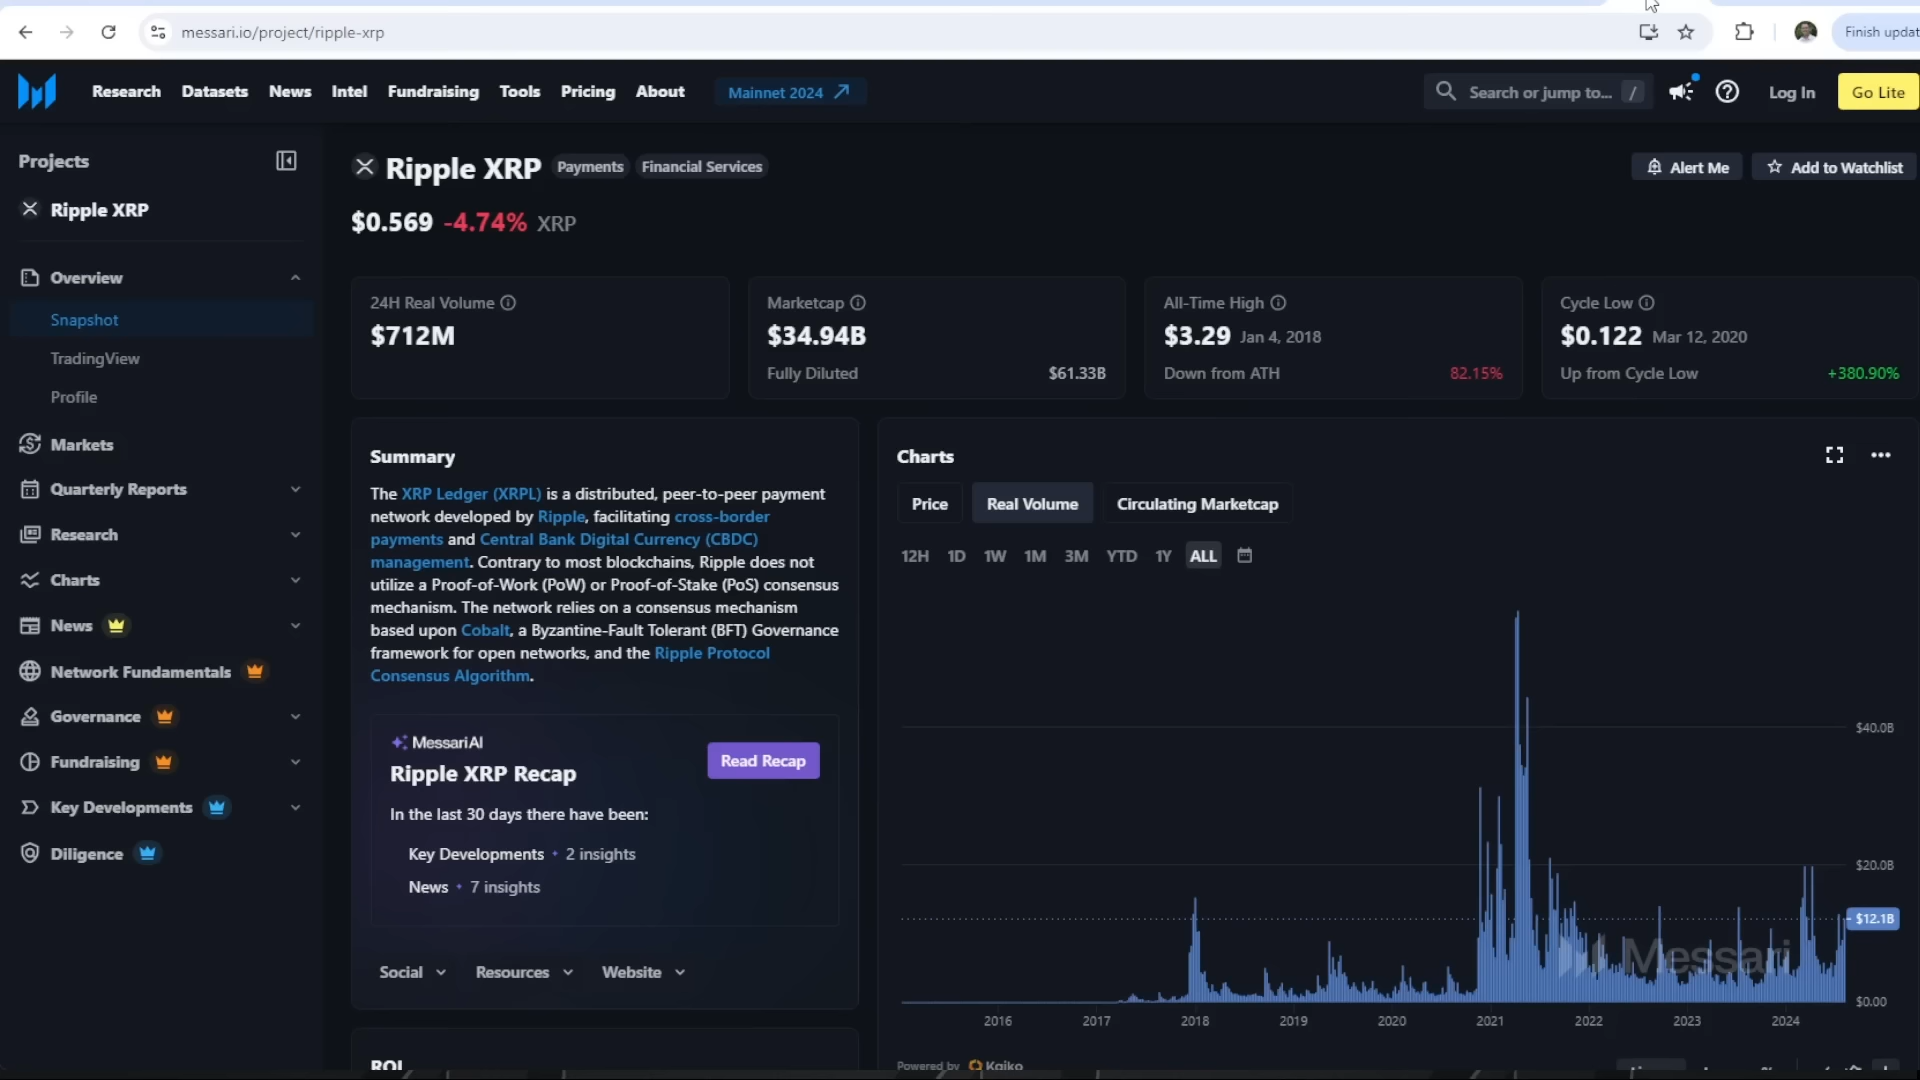 messari.io/project/ripple-xrp
Finish updat
Research Datasets News Intel Fundraising Tools Pricing About Mainnet 2024
Search or jump to... /
Log In
Go Lite
Projects
Ripple XRP
Overview
Snapshot
TradingView
Profile
Markets
Quarterly Reports
Research
Charts
News
Network Fundamentals
Governance
Fundraising
Key Developments
Diligence
Ripple XRP Payments Financial Services
Alert Me Add to Watchlist
$0.569 -4.74% XRP
24H Real Volume
$712M
Marketcap
$34.94B
Fully Diluted $61.33B
All-Time High
$3.29 Jan 4, 2018
Down from ATH 82.15%
Cycle Low
$0.122 Mar 12, 2020
Up from Cycle Low +380.90%
Summary
The XRP Ledger (XRPL) is a distributed, peer-to-peer payment
network developed by Ripple, facilitating cross-border
payments and Central Bank Digital Currency (CBDC)
management. Contrary to most blockchains, Ripple does not
utilize a Proof-of-Work (PoW) or Proof-of-Stake (PoS) consensus
mechanism. The network relies on a consensus mechanism
based upon Cobalt, a Byzantine-Fault Tolerant (BFT) Governance
framework for open networks, and the Ripple Protocol
Consensus Algorithm.
MessariAI
Ripple XRP Recap
Read Recap
In the last 30 days there have been:
Key Developments • 2 insights
News • 7 insights
Social Resources Website
ROI
Charts
Price Real Volume Circulating Marketcap
12H 1D 1W 1M 3M YTD 1Y ALL
$40.0B
$20.0B
$12.1B
Messari
$0.00
2016 2017 2018 2019 2020 2021 2022 2023 2024
Powered by Kaiko